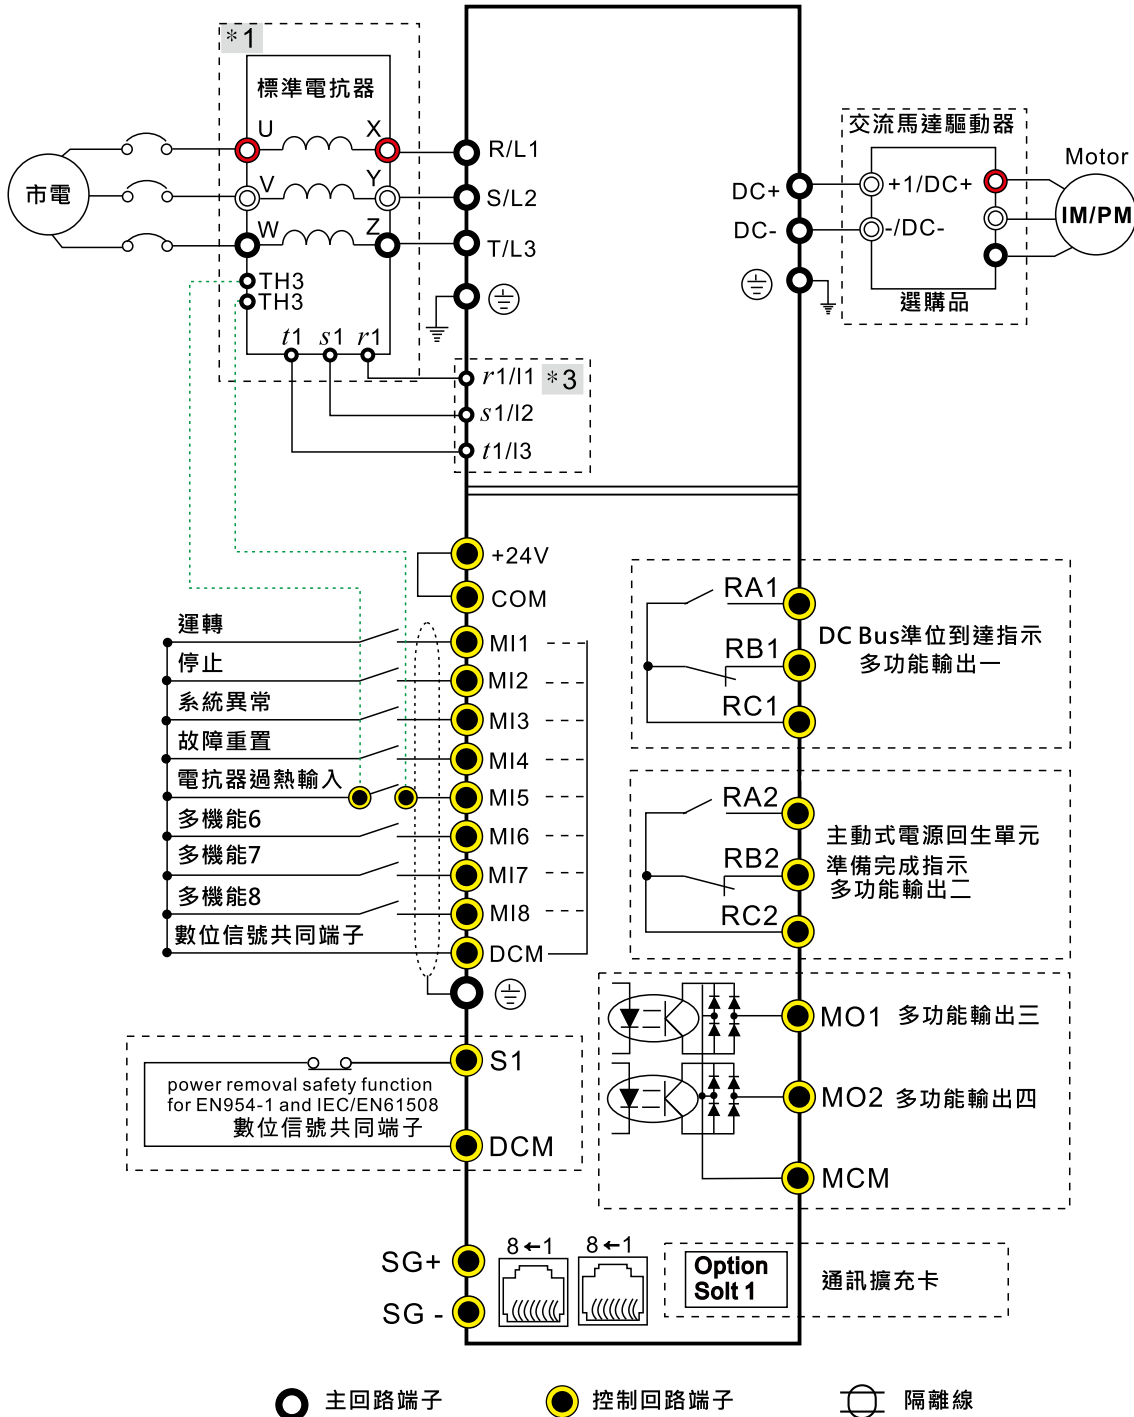 *1
標準電抗器
U
X
V
Y
W
Z
TH3
TH3
t1
s1
r1
市電
R/L1
S/L2
T/L3
r1/l1
*3
s1/l2
t1/l3
DC+
DC-
交流馬達驅動器
+1/DC+
-/DC-
選購品
Motor
IM/PM
+24V
COM
運轉
MI1
停止
MI2
系統異常
MI3
故障重置
MI4
電抗器過熱輸入
MI5
多機能6
MI6
多機能7
MI7
多機能8
MI8
數位信號共同端子
DCM
RA1
RB1
RC1
DC Bus準位到達指示
多功能輸出一
RA2
RB2
RC2
主動式電源回生單元
準備完成指示
多功能輸出二
MO1
多功能輸出三
MO2
多功能輸出四
MCM
S1
power removal safety function
for EN954-1 and IEC/EN61508
數位信號共同端子
DCM
SG+
SG -
8←1
8←1
Option
Solt 1
通訊擴充卡
主回路端子
控制回路端子
隔離線